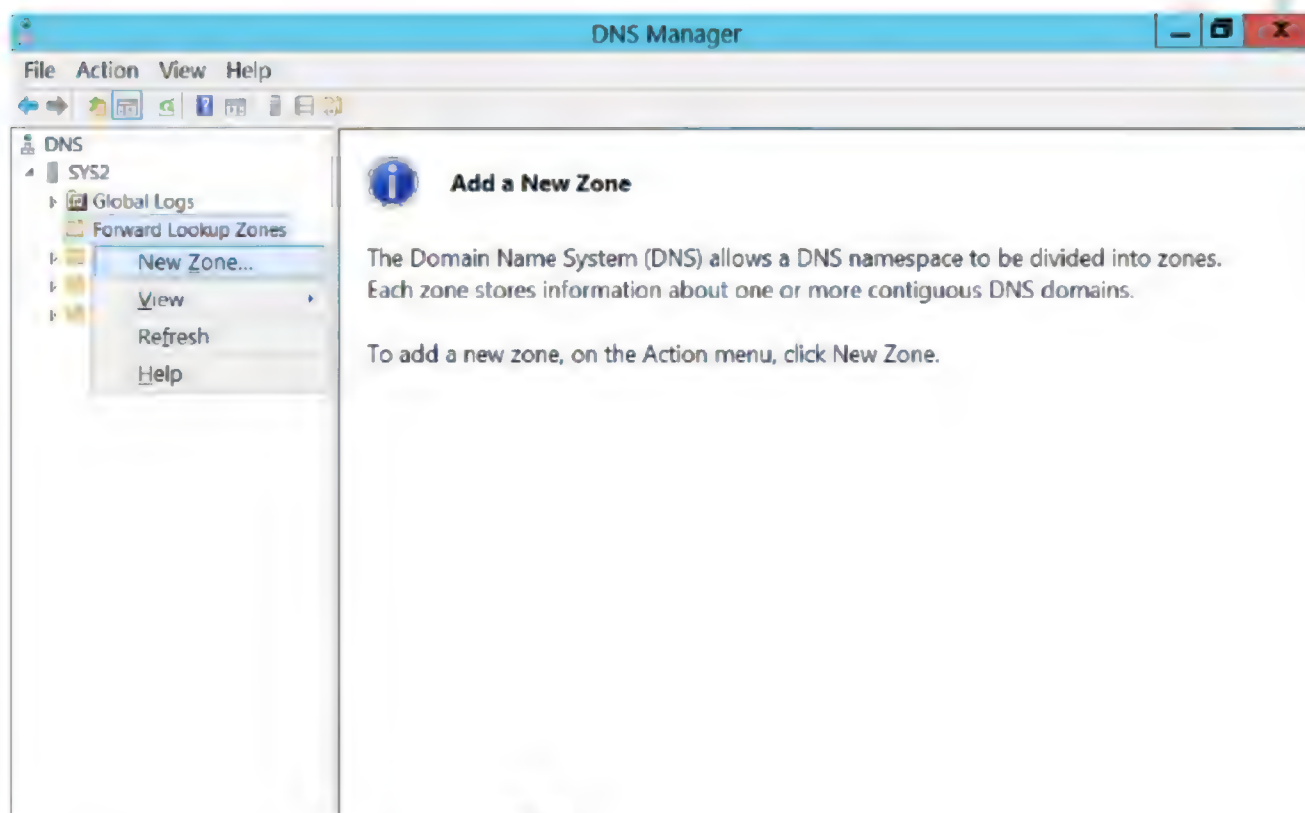 DNS Manager
File Action View Help
DNS
SYS2
Global Logs
Forward Lookup Zones
New Zone...
View
Refresh
Help
Add a New Zone
The Domain Name System (DNS) allows a DNS namespace to be divided into zones.
Each zone stores information about one or more contiguous DNS domains.
To add a new zone, on the Action menu, click New Zone.